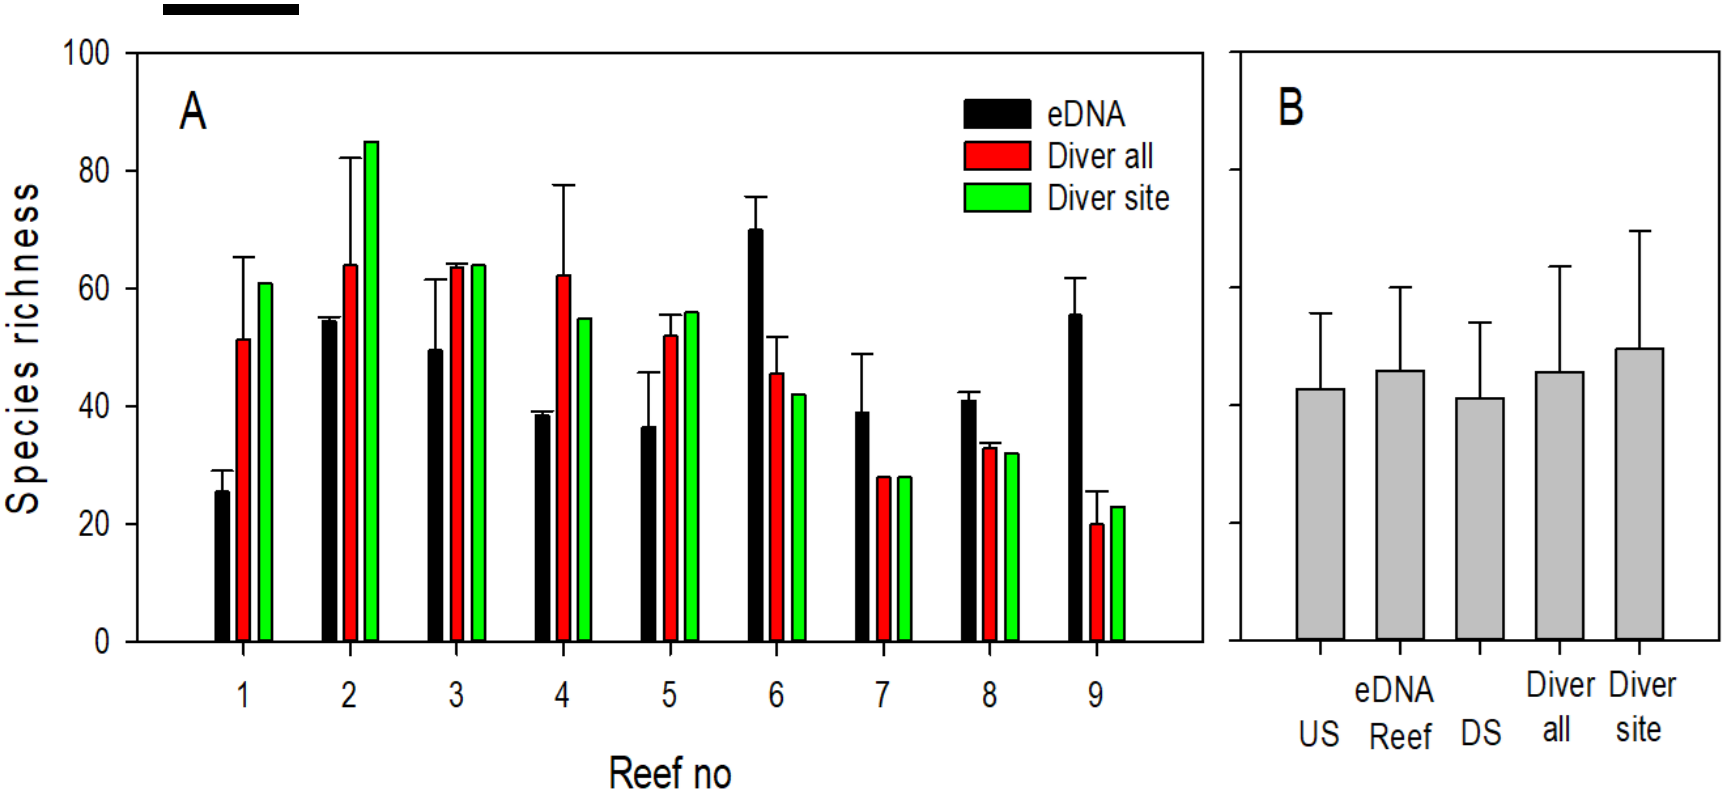 100
80
60
40
20
0
Species richness
A
eDNA
Diver all
Diver site
1 2 3 4 5 6 7 8 9
Reef no
B
US
eDNA
Reef
DS
Diver
all
Diver
site